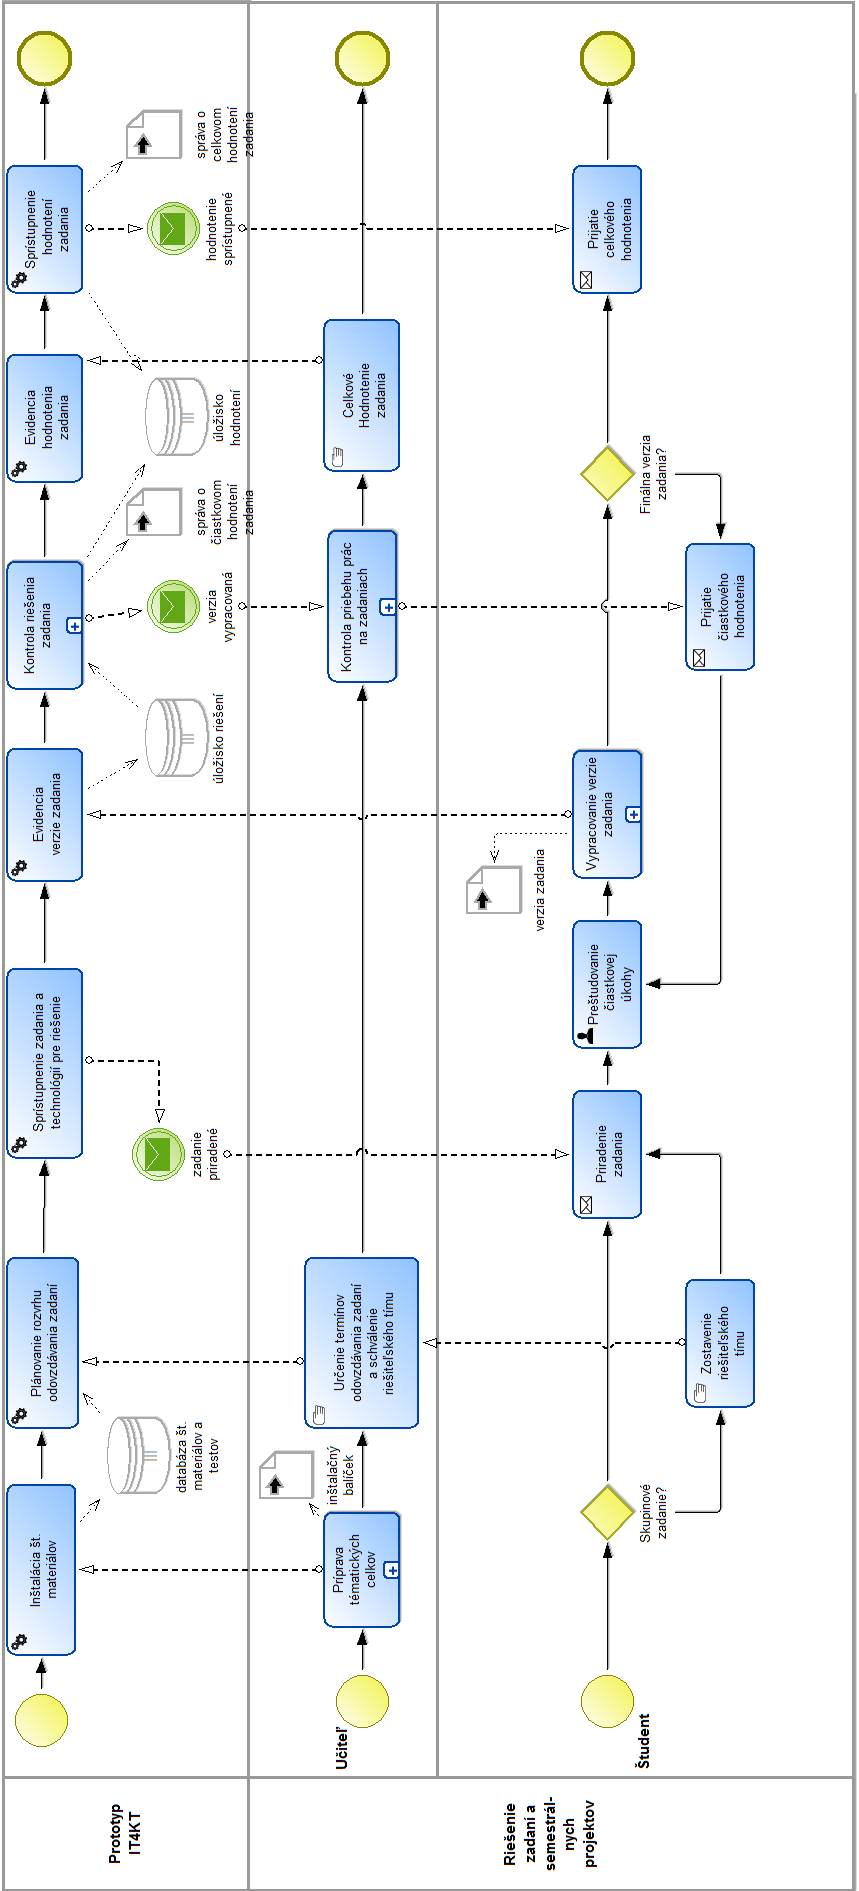 Prototyp
IT4KT
Inštalácia št.
materiálov
databáza št.
materiálov a
testov
Plánovanie rozvrhu
odovzdávania zadaní
Sprístupnenie zadania a
technológií pre riešenie
zadanie
priradené
Evidencia
verzie zadania
úložisko riešení
Kontrola riešenia
zadania
verzia
vypracovaná
správa o
čiastkovom
hodnotení
zadania
Evidencia
hodnotenia
zadania
úložisko
hodnotení
Sprístupnenie
hodnotení
zadania
hodnotenie
sprístupnené
správa o
celkovom
hodnotení
zadania
Riešenie
zadaní a
semestrál-
nych
projektov
Učiteľ
Príprava
tématických
celkov
inštalačný
balíček
Určenie termínov
odovzdávania zadaní
a schválenie
riešiteľského tímu
Kontrola priebehu prác
na zadaniach
Celkové
Hodnotenie
zadania
Študent
Skupinové
zadanie?
Zostavenie
riešiteľského
tímu
Priradenie
zadania
Preštudovanie
čiastkovej
úkohy
Vypracovanie verzie
zadania
verzia zadania
Finálna verzia
zadania?
Prijatie
čiastkového
hodnotenia
Prijatie
celkového
hodnotenia